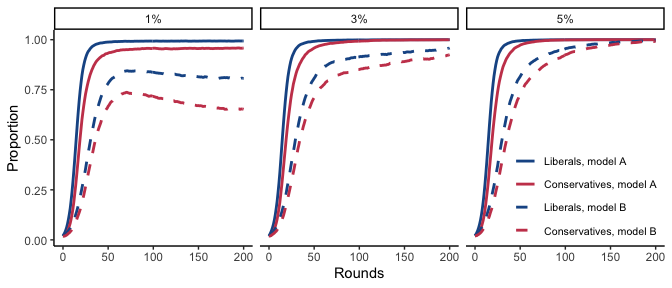 1%
3%
5%
Proportion
1.00
0.75
0.50
0.25
0.00
Liberals, model A
Conservatives, model A
Liberals, model B
Conservatives, model B
0 50 100 150 200
0 50 100 150 200
0 50 100 150 200
Rounds